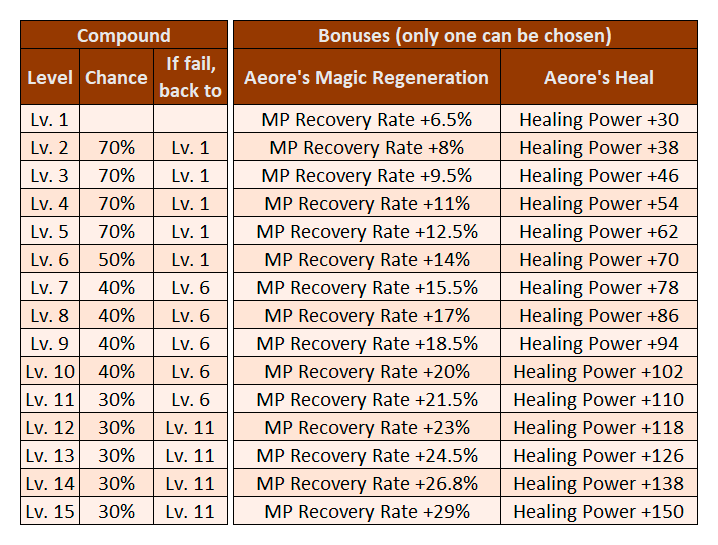 Compound Bonuses (only one can be chosen)
Level Chance If fail, back to Aeore's Magic Regeneration Aeore's Heal
Lv. 1 MP Recovery Rate +6.5% Healing Power +30
Lv. 2 70% Lv. 1 MP Recovery Rate +8% Healing Power +38
Lv. 3 70% Lv. 1 MP Recovery Rate +9.5% Healing Power +46
Lv. 4 70% Lv. 1 MP Recovery Rate +11% Healing Power +54
Lv. 5 70% Lv. 1 MP Recovery Rate +12.5% Healing Power +62
Lv. 6 50% Lv. 1 MP Recovery Rate +14% Healing Power +70
Lv. 7 40% Lv. 6 MP Recovery Rate +15.5% Healing Power +78
Lv. 8 40% Lv. 6 MP Recovery Rate +17% Healing Power +86
Lv. 9 40% Lv. 6 MP Recovery Rate +18.5% Healing Power +94
Lv. 10 40% Lv. 6 MP Recovery Rate +20% Healing Power +102
Lv. 11 30% Lv. 6 MP Recovery Rate +21.5% Healing Power +110
Lv. 12 30% Lv. 11 MP Recovery Rate +23% Healing Power +118
Lv. 13 30% Lv. 11 MP Recovery Rate +24.5% Healing Power +126
Lv. 14 30% Lv. 11 MP Recovery Rate +26.8% Healing Power +138
Lv. 15 30% Lv. 11 MP Recovery Rate +29% Healing Power +150